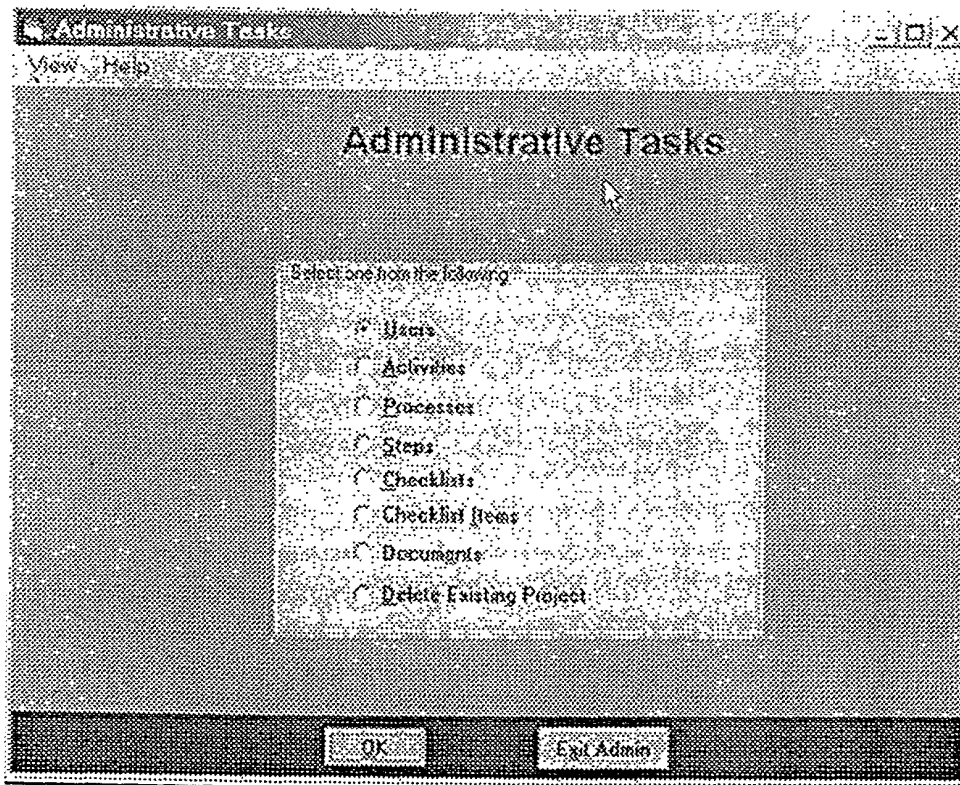 Administrative Tasks
View Help
Administrative Tasks
Select one from the following
Users
Activities
Processes
Steps
Checklists
Checklist Items
Documents
Delete Existing Project
OK
Exit Admin